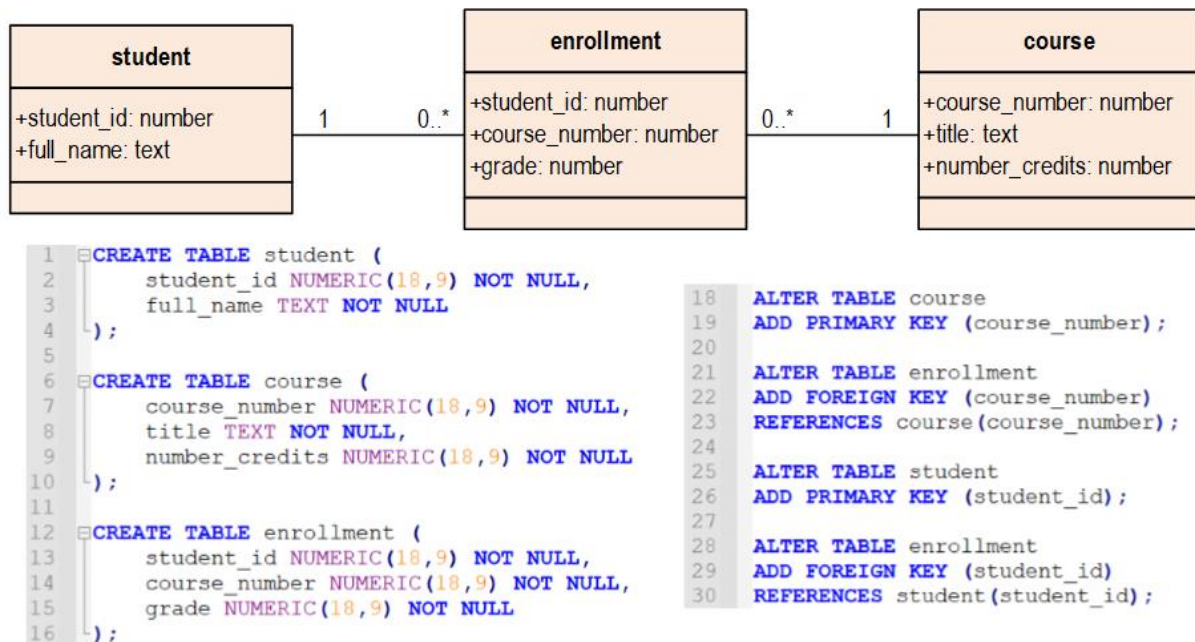 student
+student_id: number
+full_name: text
1
0..*
enrollment
+student_id: number
+course_number: number
+grade: number
0..*
1
course
+course_number: number
+title: text
+number_credits: number
1 CREATE TABLE student (
2 student_id NUMERIC(18,9) NOT NULL,
3 full_name TEXT NOT NULL
4 );
5
6 CREATE TABLE course (
7 course_number NUMERIC(18,9) NOT NULL,
8 title TEXT NOT NULL,
9 number_credits NUMERIC(18,9) NOT NULL
10 );
11
12 CREATE TABLE enrollment (
13 student_id NUMERIC(18,9) NOT NULL,
14 course_number NUMERIC(18,9) NOT NULL,
15 grade NUMERIC(18,9) NOT NULL
16 );
18 ALTER TABLE course
19 ADD PRIMARY KEY (course_number);
20
21 ALTER TABLE enrollment
22 ADD FOREIGN KEY (course_number)
23 REFERENCES course(course_number);
24
25 ALTER TABLE student
26 ADD PRIMARY KEY (student_id);
27
28 ALTER TABLE enrollment
29 ADD FOREIGN KEY (student_id)
30 REFERENCES student(student_id);